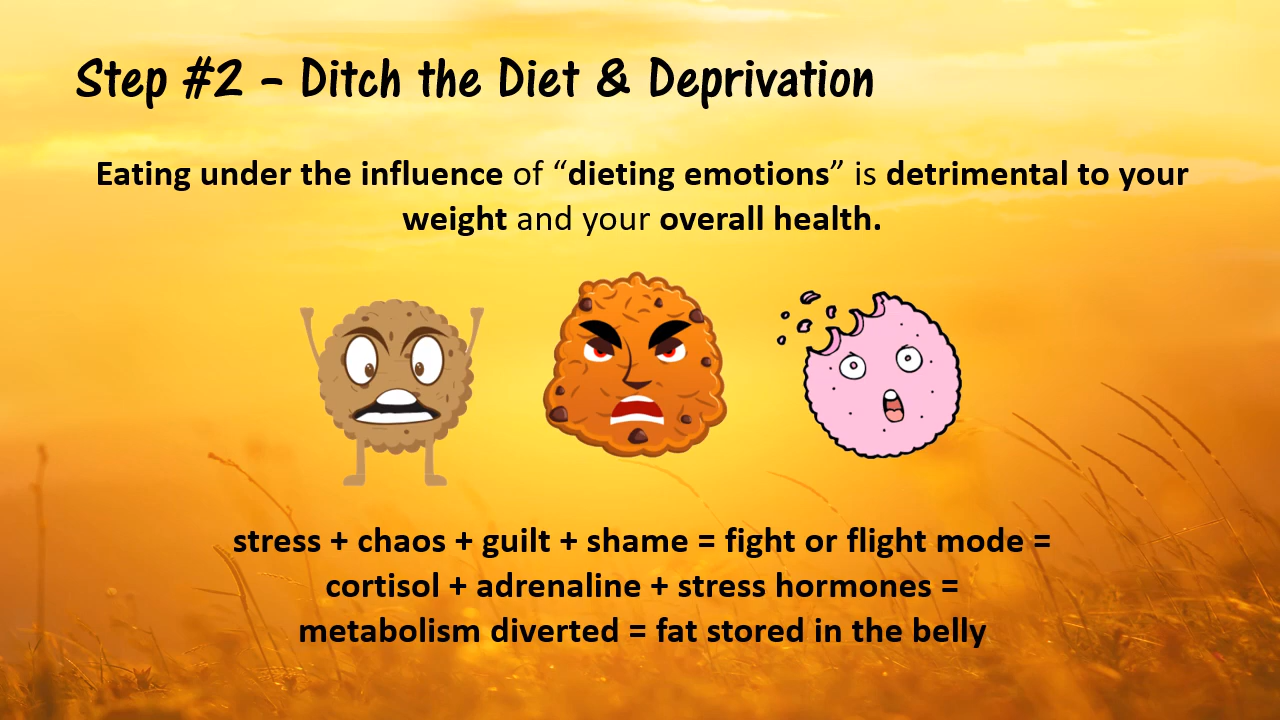 Step #2 – Ditch the Diet & Deprivation
Eating under the influence of “dieting emotions” is detrimental to your
weight and your overall health.
stress + chaos + guilt + shame = fight or flight mode =
cortisol + adrenaline + stress hormones =
metabolism diverted = fat stored in the belly